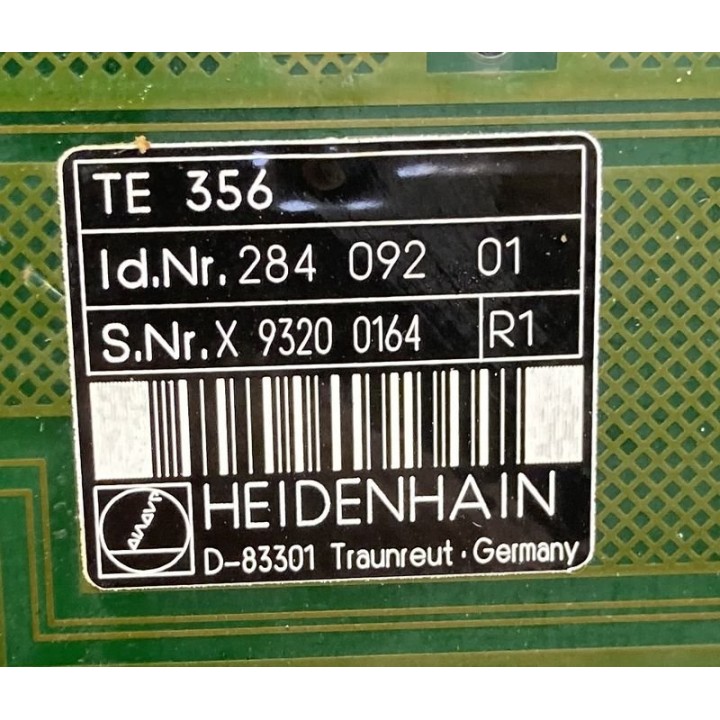 TE 356
Id.Nr. 284 092 01
S.Nr. X 9320 0164 R1
HEIDENHAIN
D-83301 Traunreut · Germany